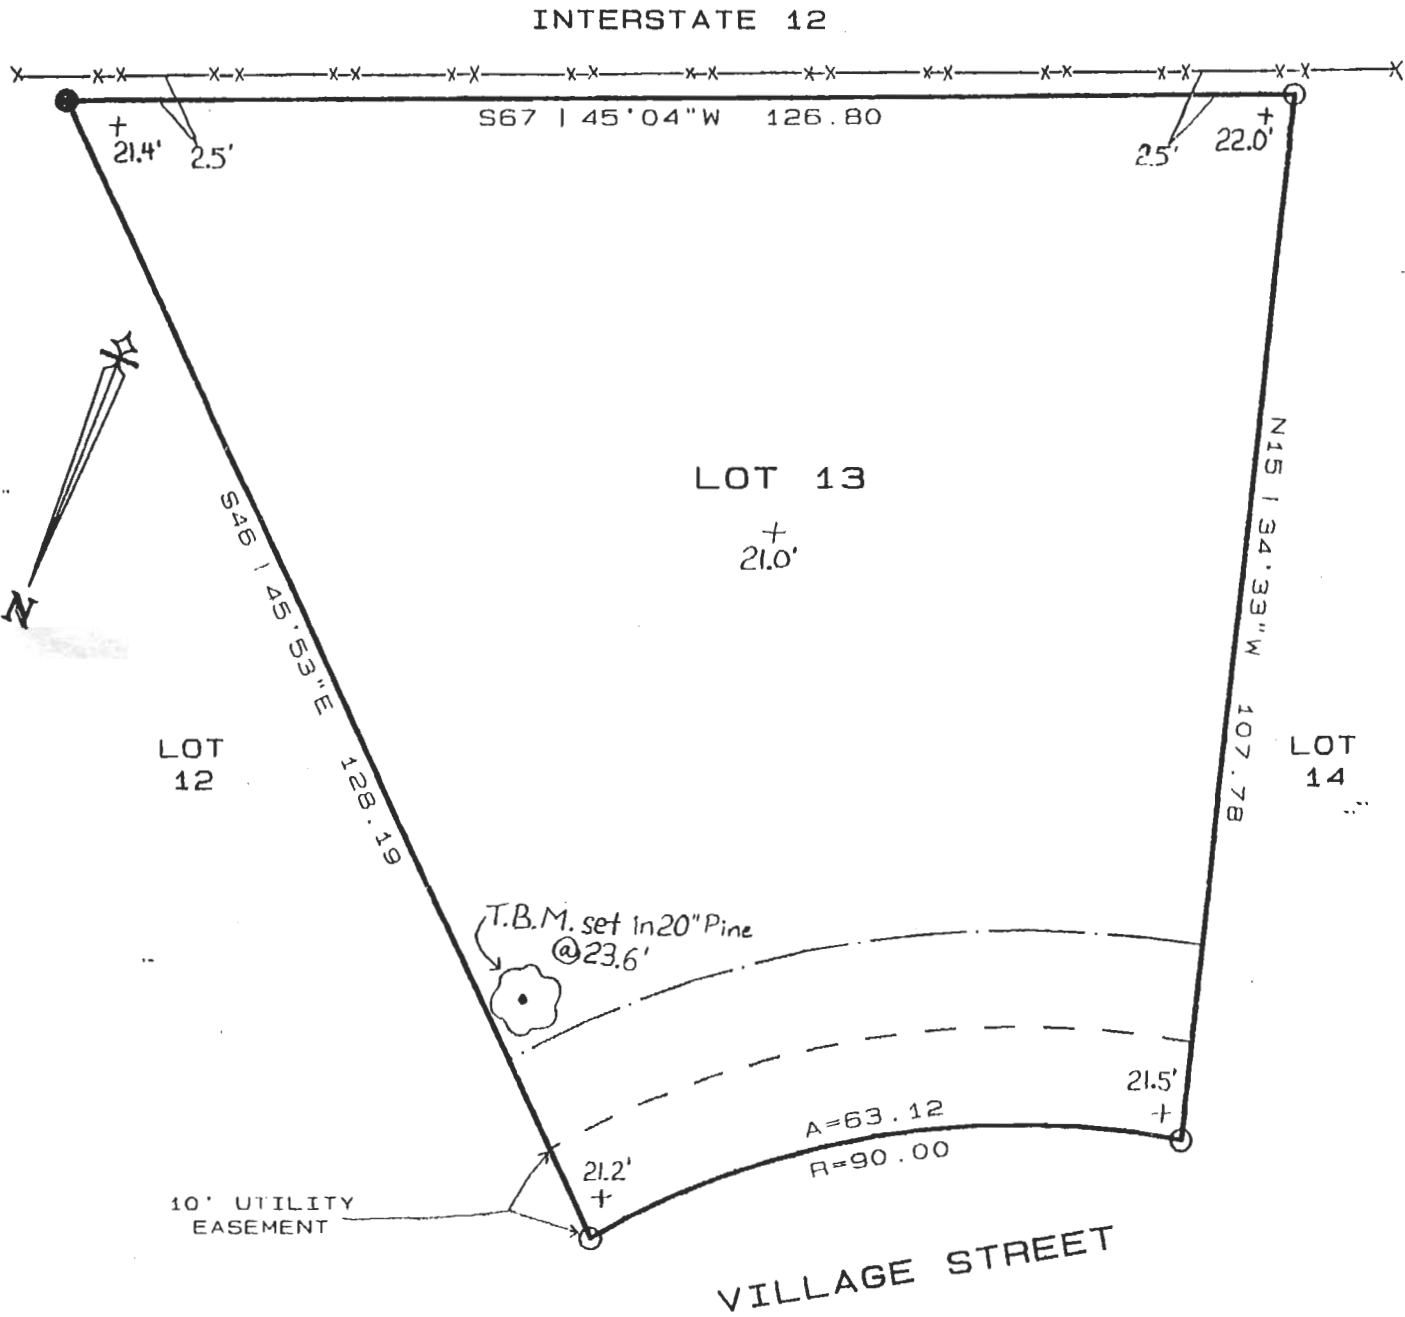 INTERSTATE 12
X X-X X-X X-X X-X X-X X-X X-X X-X X-X X-X X-X X
S67 | 45'04"W 126.80
21.4'
2.5'
2.5'
22.0'
N15 | 34'33"W 107.78
LOT 13
21.0'
S46 | 45'53"E 128.19
N
LOT
12
LOT
14
T.B.M. set in 20" Pine
@ 23.6'
21.5'
A=63.12
R=90.00
21.2'
10' UTILITY
EASEMENT
VILLAGE STREET